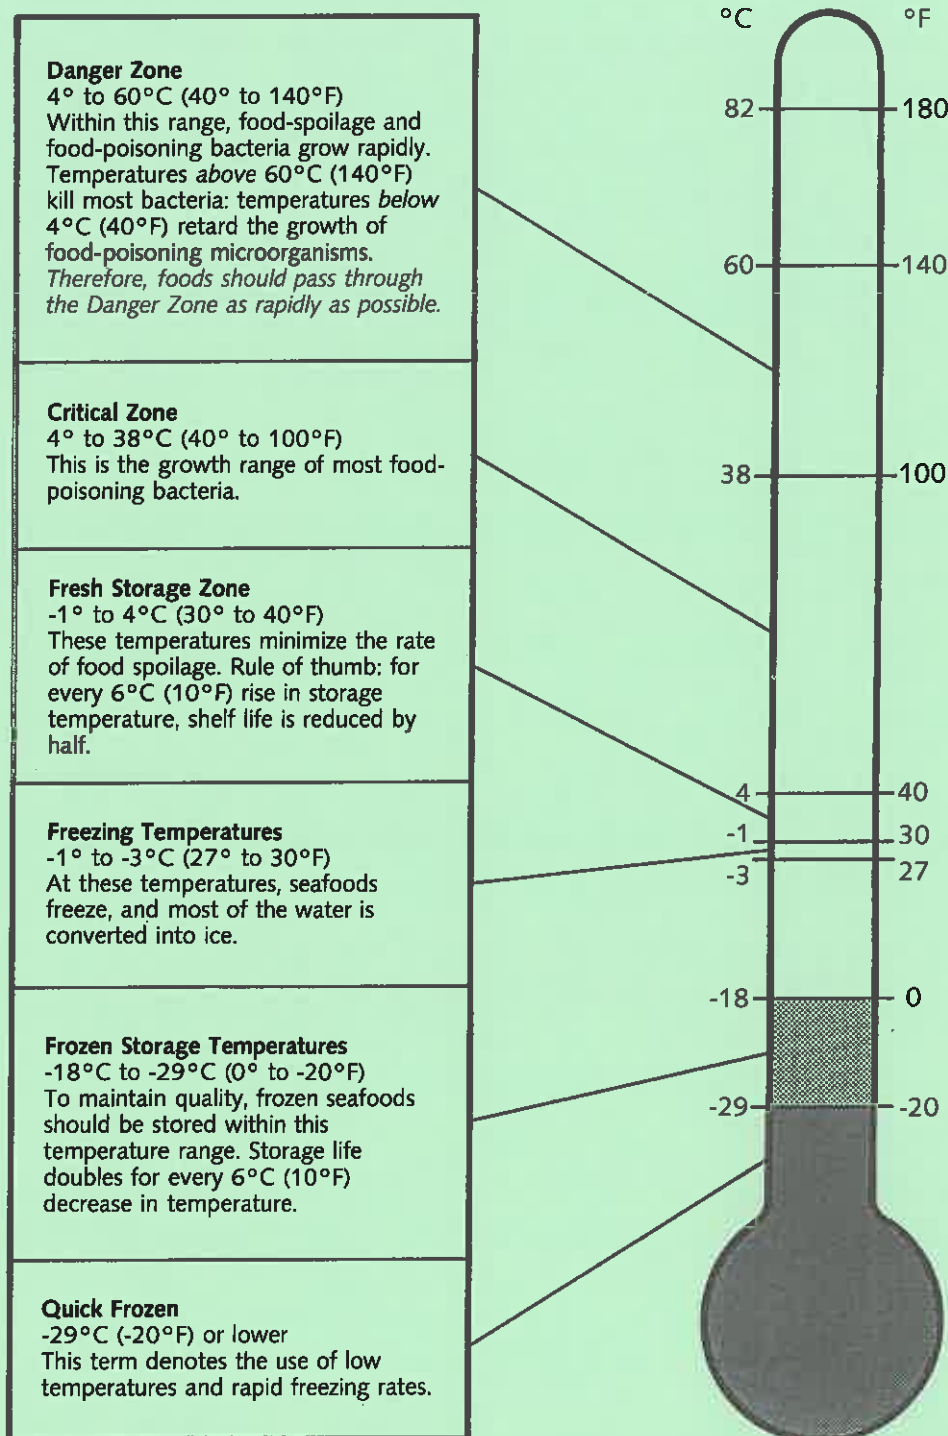 Danger Zone
4° to 60°C (40° to 140°F)
Within this range, food-spoilage and
food-poisoning bacteria grow rapidly.
Temperatures above 60°C (140°F)
kill most bacteria: temperatures below
4°C (40°F) retard the growth of
food-poisoning microorganisms.
Therefore, foods should pass through
the Danger Zone as rapidly as possible.
Critical Zone
4° to 38°C (40° to 100°F)
This is the growth range of most food-
poisoning bacteria.
Fresh Storage Zone
-1° to 4°C (30° to 40°F)
These temperatures minimize the rate
of food spoilage. Rule of thumb: for
every 6°C (10°F) rise in storage
temperature, shelf life is reduced by
half.
Freezing Temperatures
-1° to -3°C (27° to 30°F)
At these temperatures, seafoods
freeze, and most of the water is
converted into ice.
Frozen Storage Temperatures
-18°C to -29°C (0° to -20°F)
To maintain quality, frozen seafoods
should be stored within this
temperature range. Storage life
doubles for every 6°C (10°F)
decrease in temperature.
Quick Frozen
-29°C (-20°F) or lower
This term denotes the use of low
temperatures and rapid freezing rates.
°C °F
82 180
60 140
38 100
4 40
-1 30
-3 27
-18 0
-29 -20